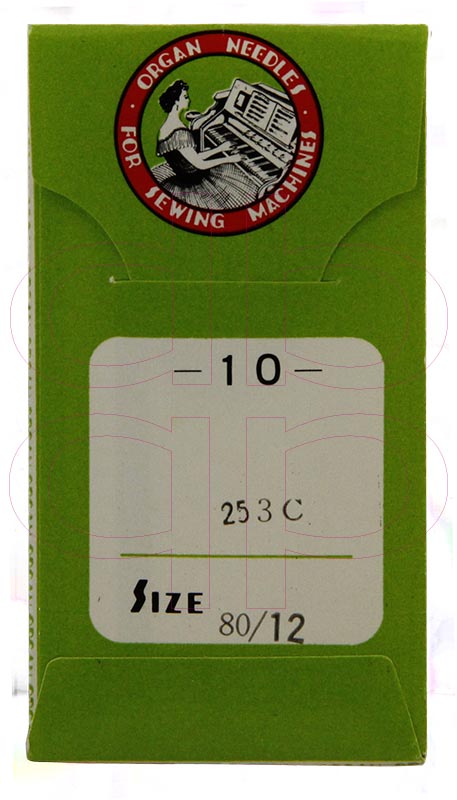 ORGAN NEEDLES
FOR SEWING MACHINES
-10-
253C
SIZE 80/12